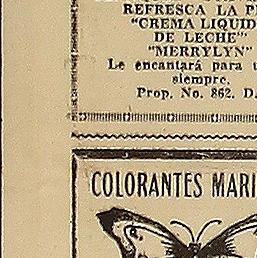 REFRESCA LA P
"CREMA LIQUID
DE LECHE"
"MERRYLYN"
Le encantará para
siempre.
Prop. No. 862. D.
COLORANTES MARI